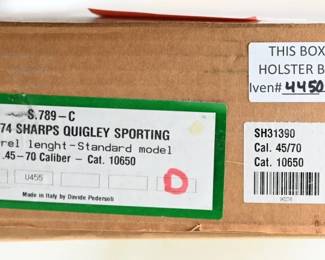 THIS BOX
HOLSTER B
Iven# 4450
S.789-C
74 SHARPS QUIGLEY SPORTING
rel lenght-Standard model
.45-70 Caliber - Cat. 10650
U455
O
Made in Italy by Davide Pedersoli
SH31390
Cal. 45/70
Cat. 10650